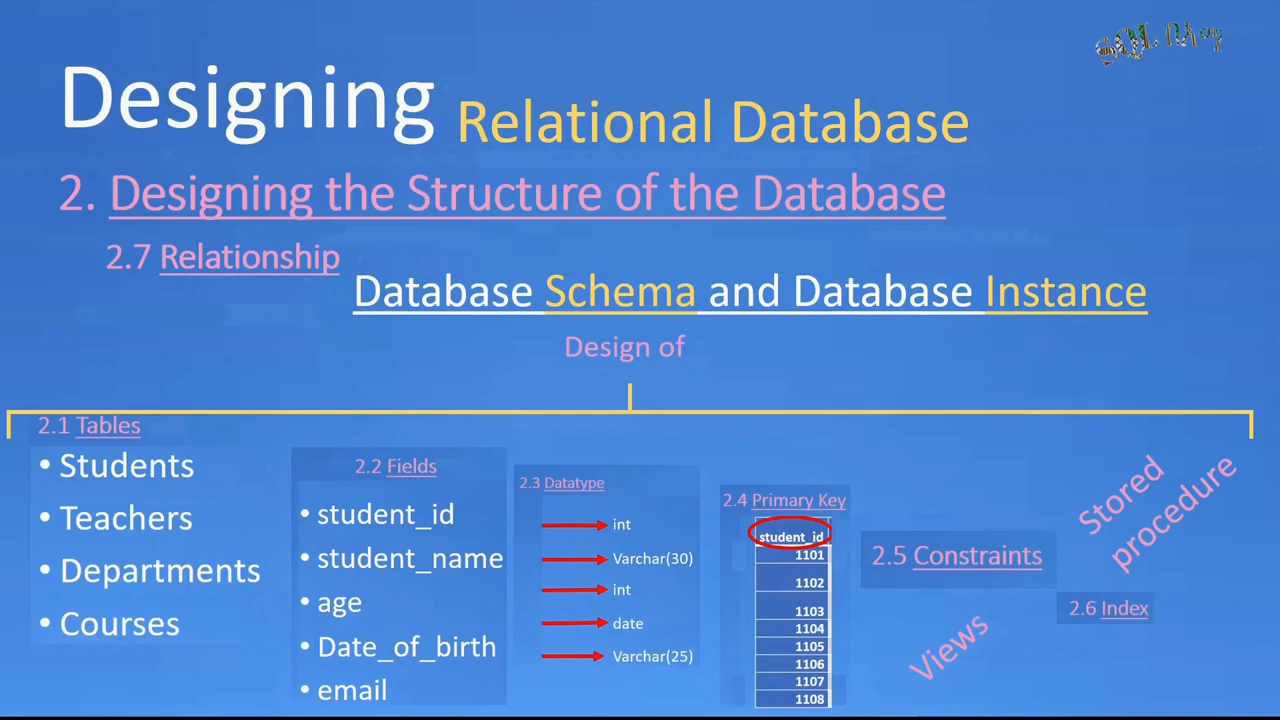 SQL
Designing Relational Database
2. Designing the Structure of the Database
2.7 Relationship
Database Schema and Database Instance
Design of
2.1 Tables
• Students
• Teachers
• Departments
• Courses
2.2 Fields
• student_id
• student_name
• age
• Date_of_birth
• email
2.3 Datatype
int
Varchar(30)
int
date
Varchar(25)
2.4 Primary Key
student_id
1101
1102
1103
1104
1105
1106
1107
1108
2.5 Constraints
Views
Stored
procedure
2.6 Index